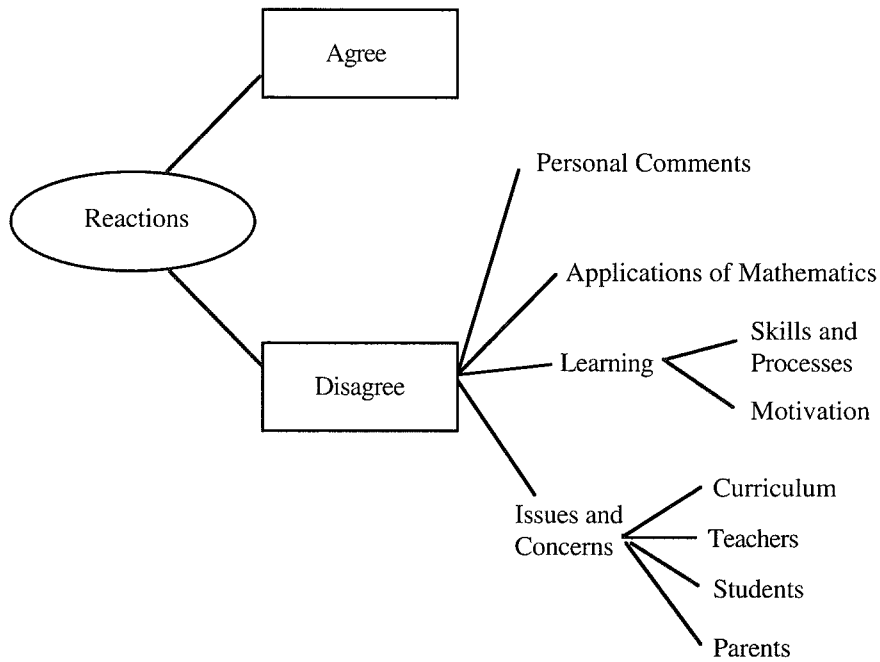 Agree
Reactions
Disagree
Personal Comments
Applications of Mathematics
Learning
Skills and
Processes
Motivation
Issues and
Concerns
Curriculum
Teachers
Students
Parents